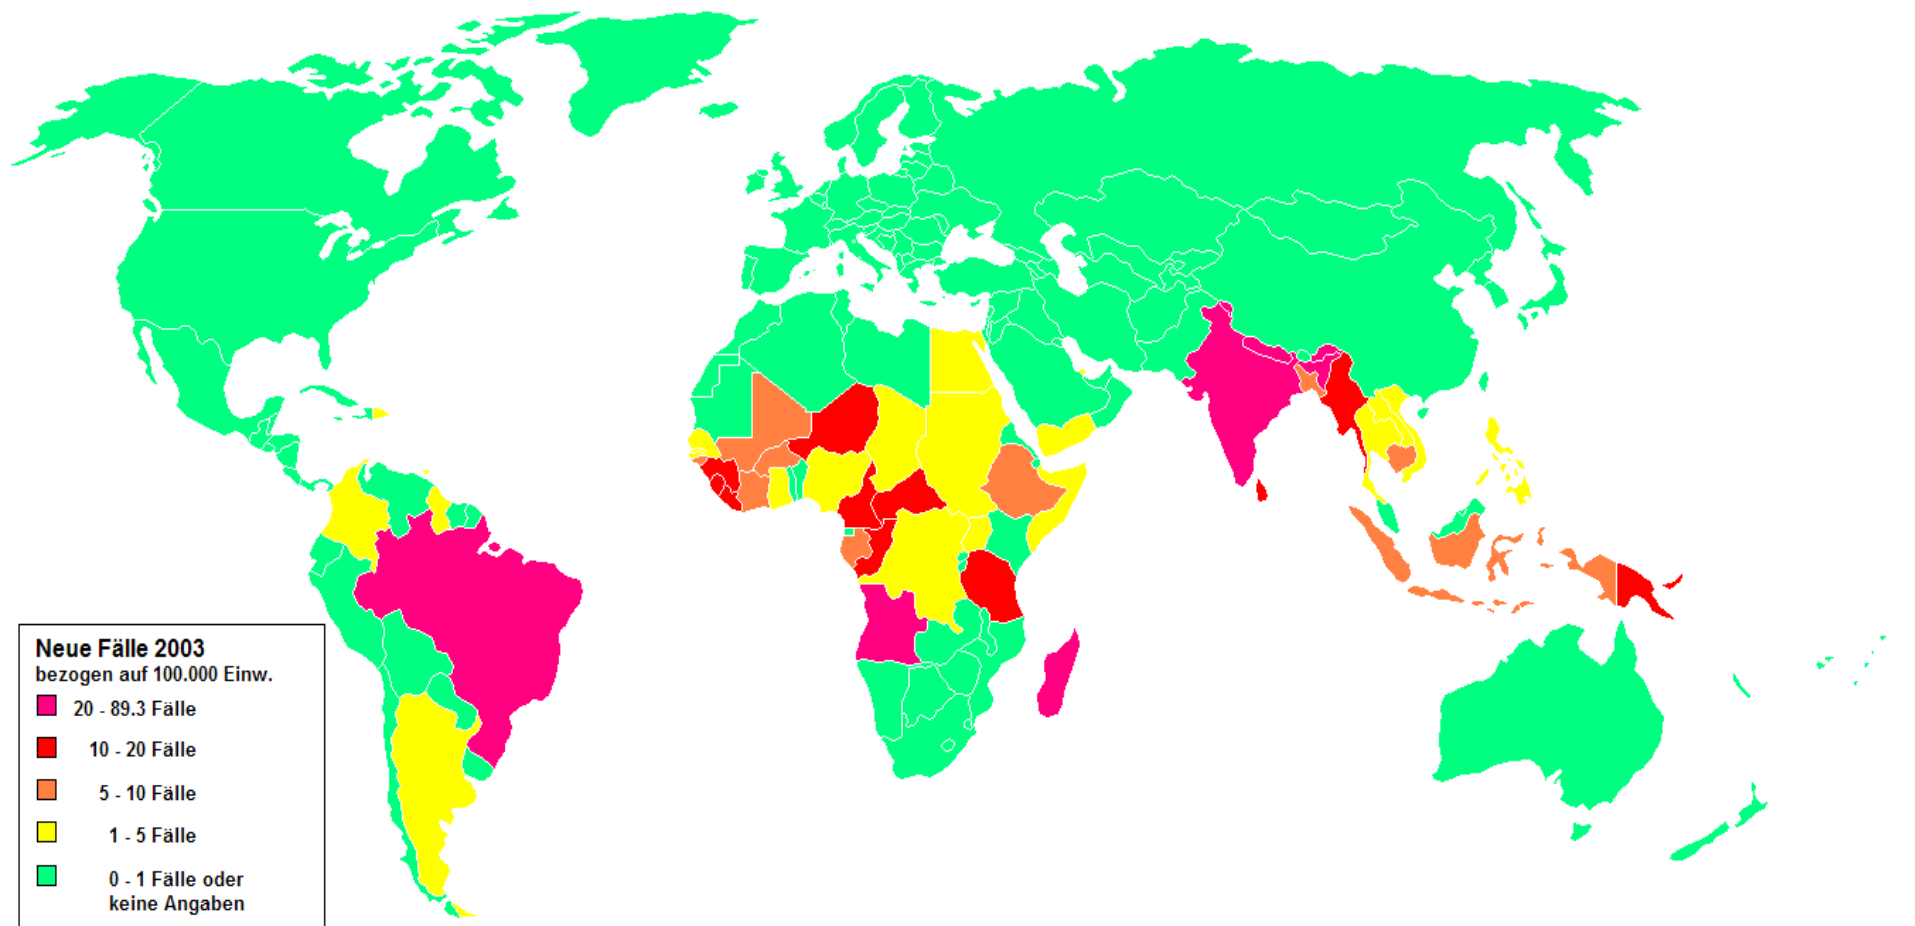 Neue Fälle 2003
bezogen auf 100.000 Einw.
20 - 89.3 Fälle
10 - 20 Fälle
5 - 10 Fälle
1 - 5 Fälle
0 - 1 Fälle oder
keine Angaben